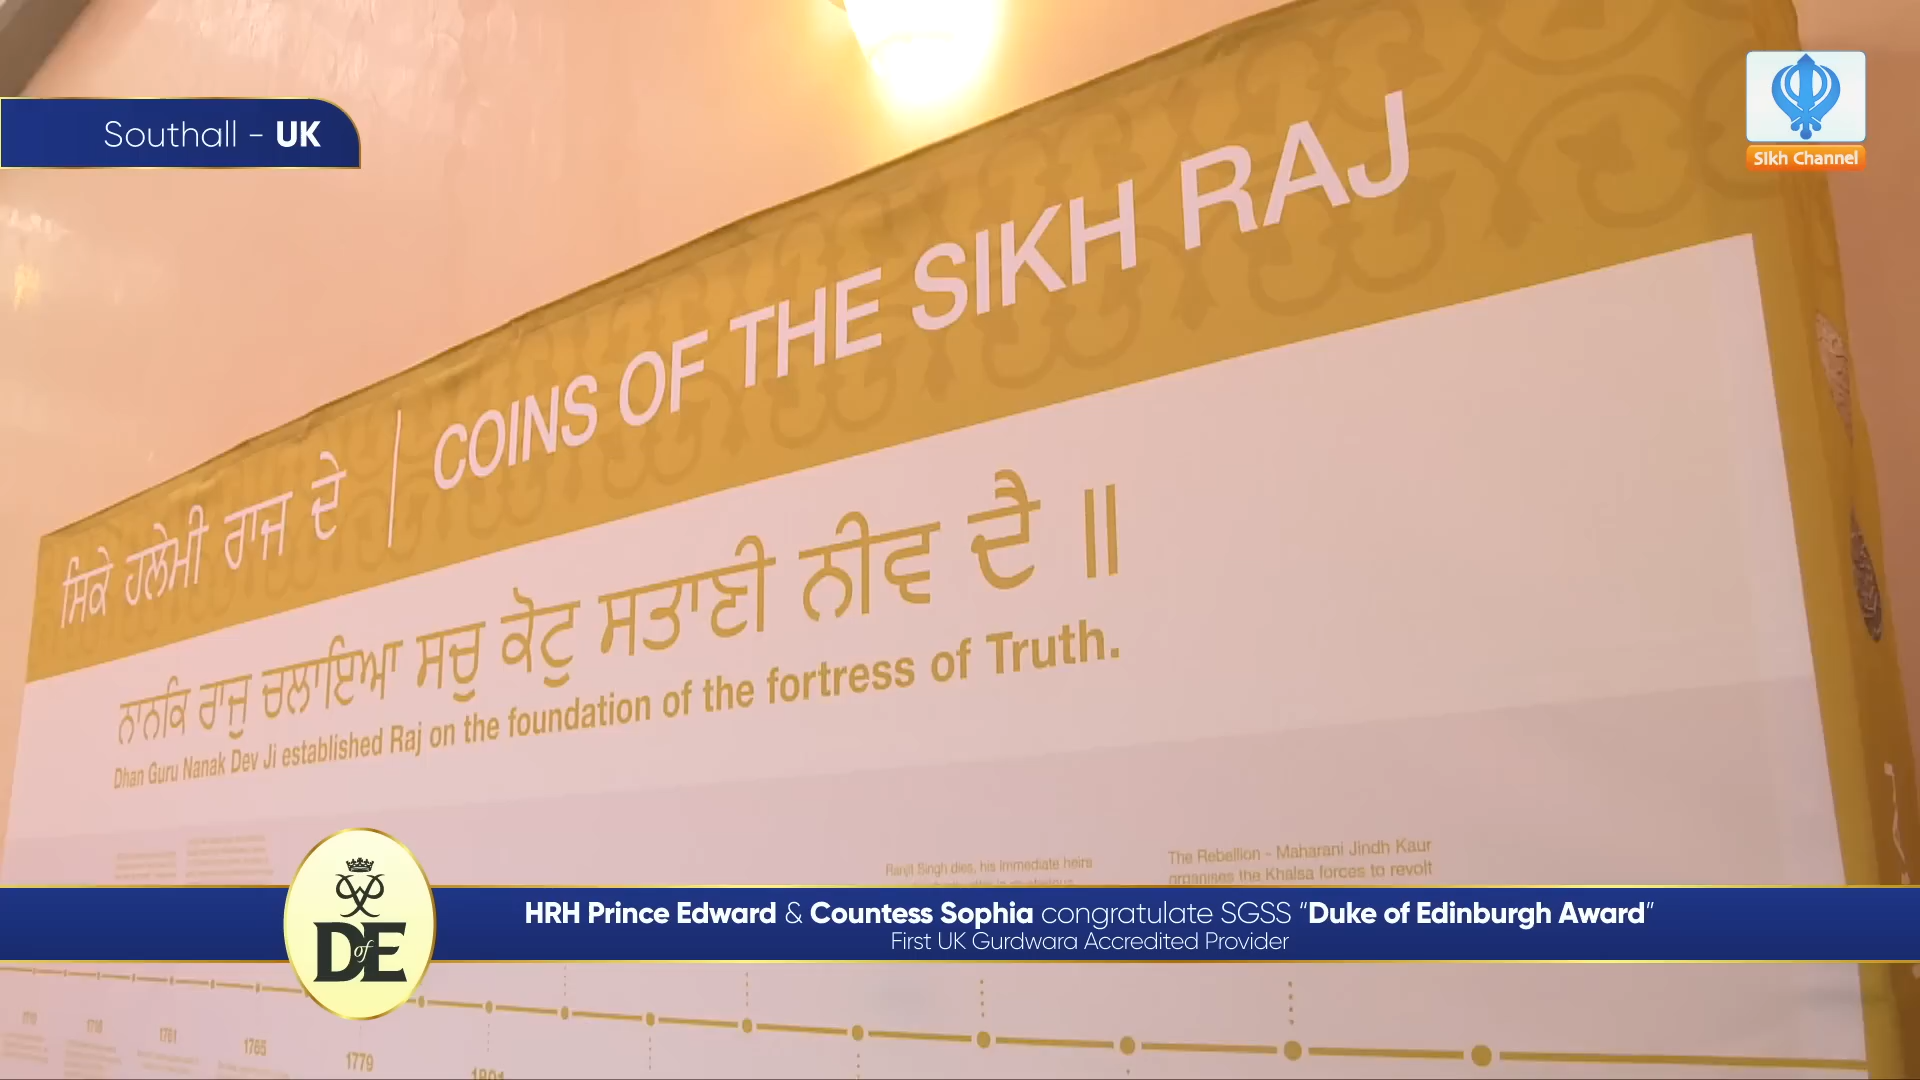 Southall - UK
Sikh Channel
ਸਿਕੇ ਹਲੇਮੀ ਰਾਜ ਦੇ | COINS OF THE SIKH RAJ
ਨਾਨਕਿ ਰਾਜੁ ਚਲਾਇਆ ਸਚੁ ਕੋਟੁ ਸਤਾਣੀ ਨੀਵ ਦੈ ॥
Dhan Guru Nanak Dev Ji established Raj on the foundation of the fortress of Truth.
Ranjit Singh dies, his immediate heirs
The Rebellion - Maharani Jindh Kaur
organises the Khalsa forces to revolt
HRH Prince Edward & Countess Sophia congratulate SGSS “Duke of Edinburgh Award”
First UK Gurdwara Accredited Provider
DofE
1710
1761
1765
1779
1801